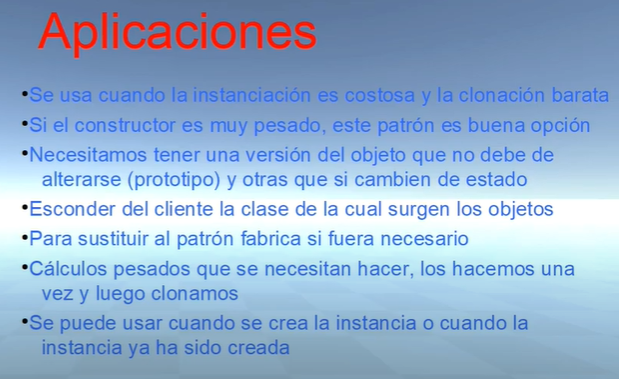 Aplicaciones
•Se usa cuando la instanciación es costosa y la clonación barata
•Si el constructor es muy pesado, este patrón es buena opción
•Necesitamos tener una versión del objeto que no debe de
alterarse (prototipo) y otras que si cambien de estado
•Esconder del cliente la clase de la cual surgen los objetos
•Para sustituir al patrón fabrica si fuera necesario
•Cálculos pesados que se necesitan hacer, los hacemos una
vez y luego clonamos
•Se puede usar cuando se crea la instancia o cuando la
instancia ya ha sido creada